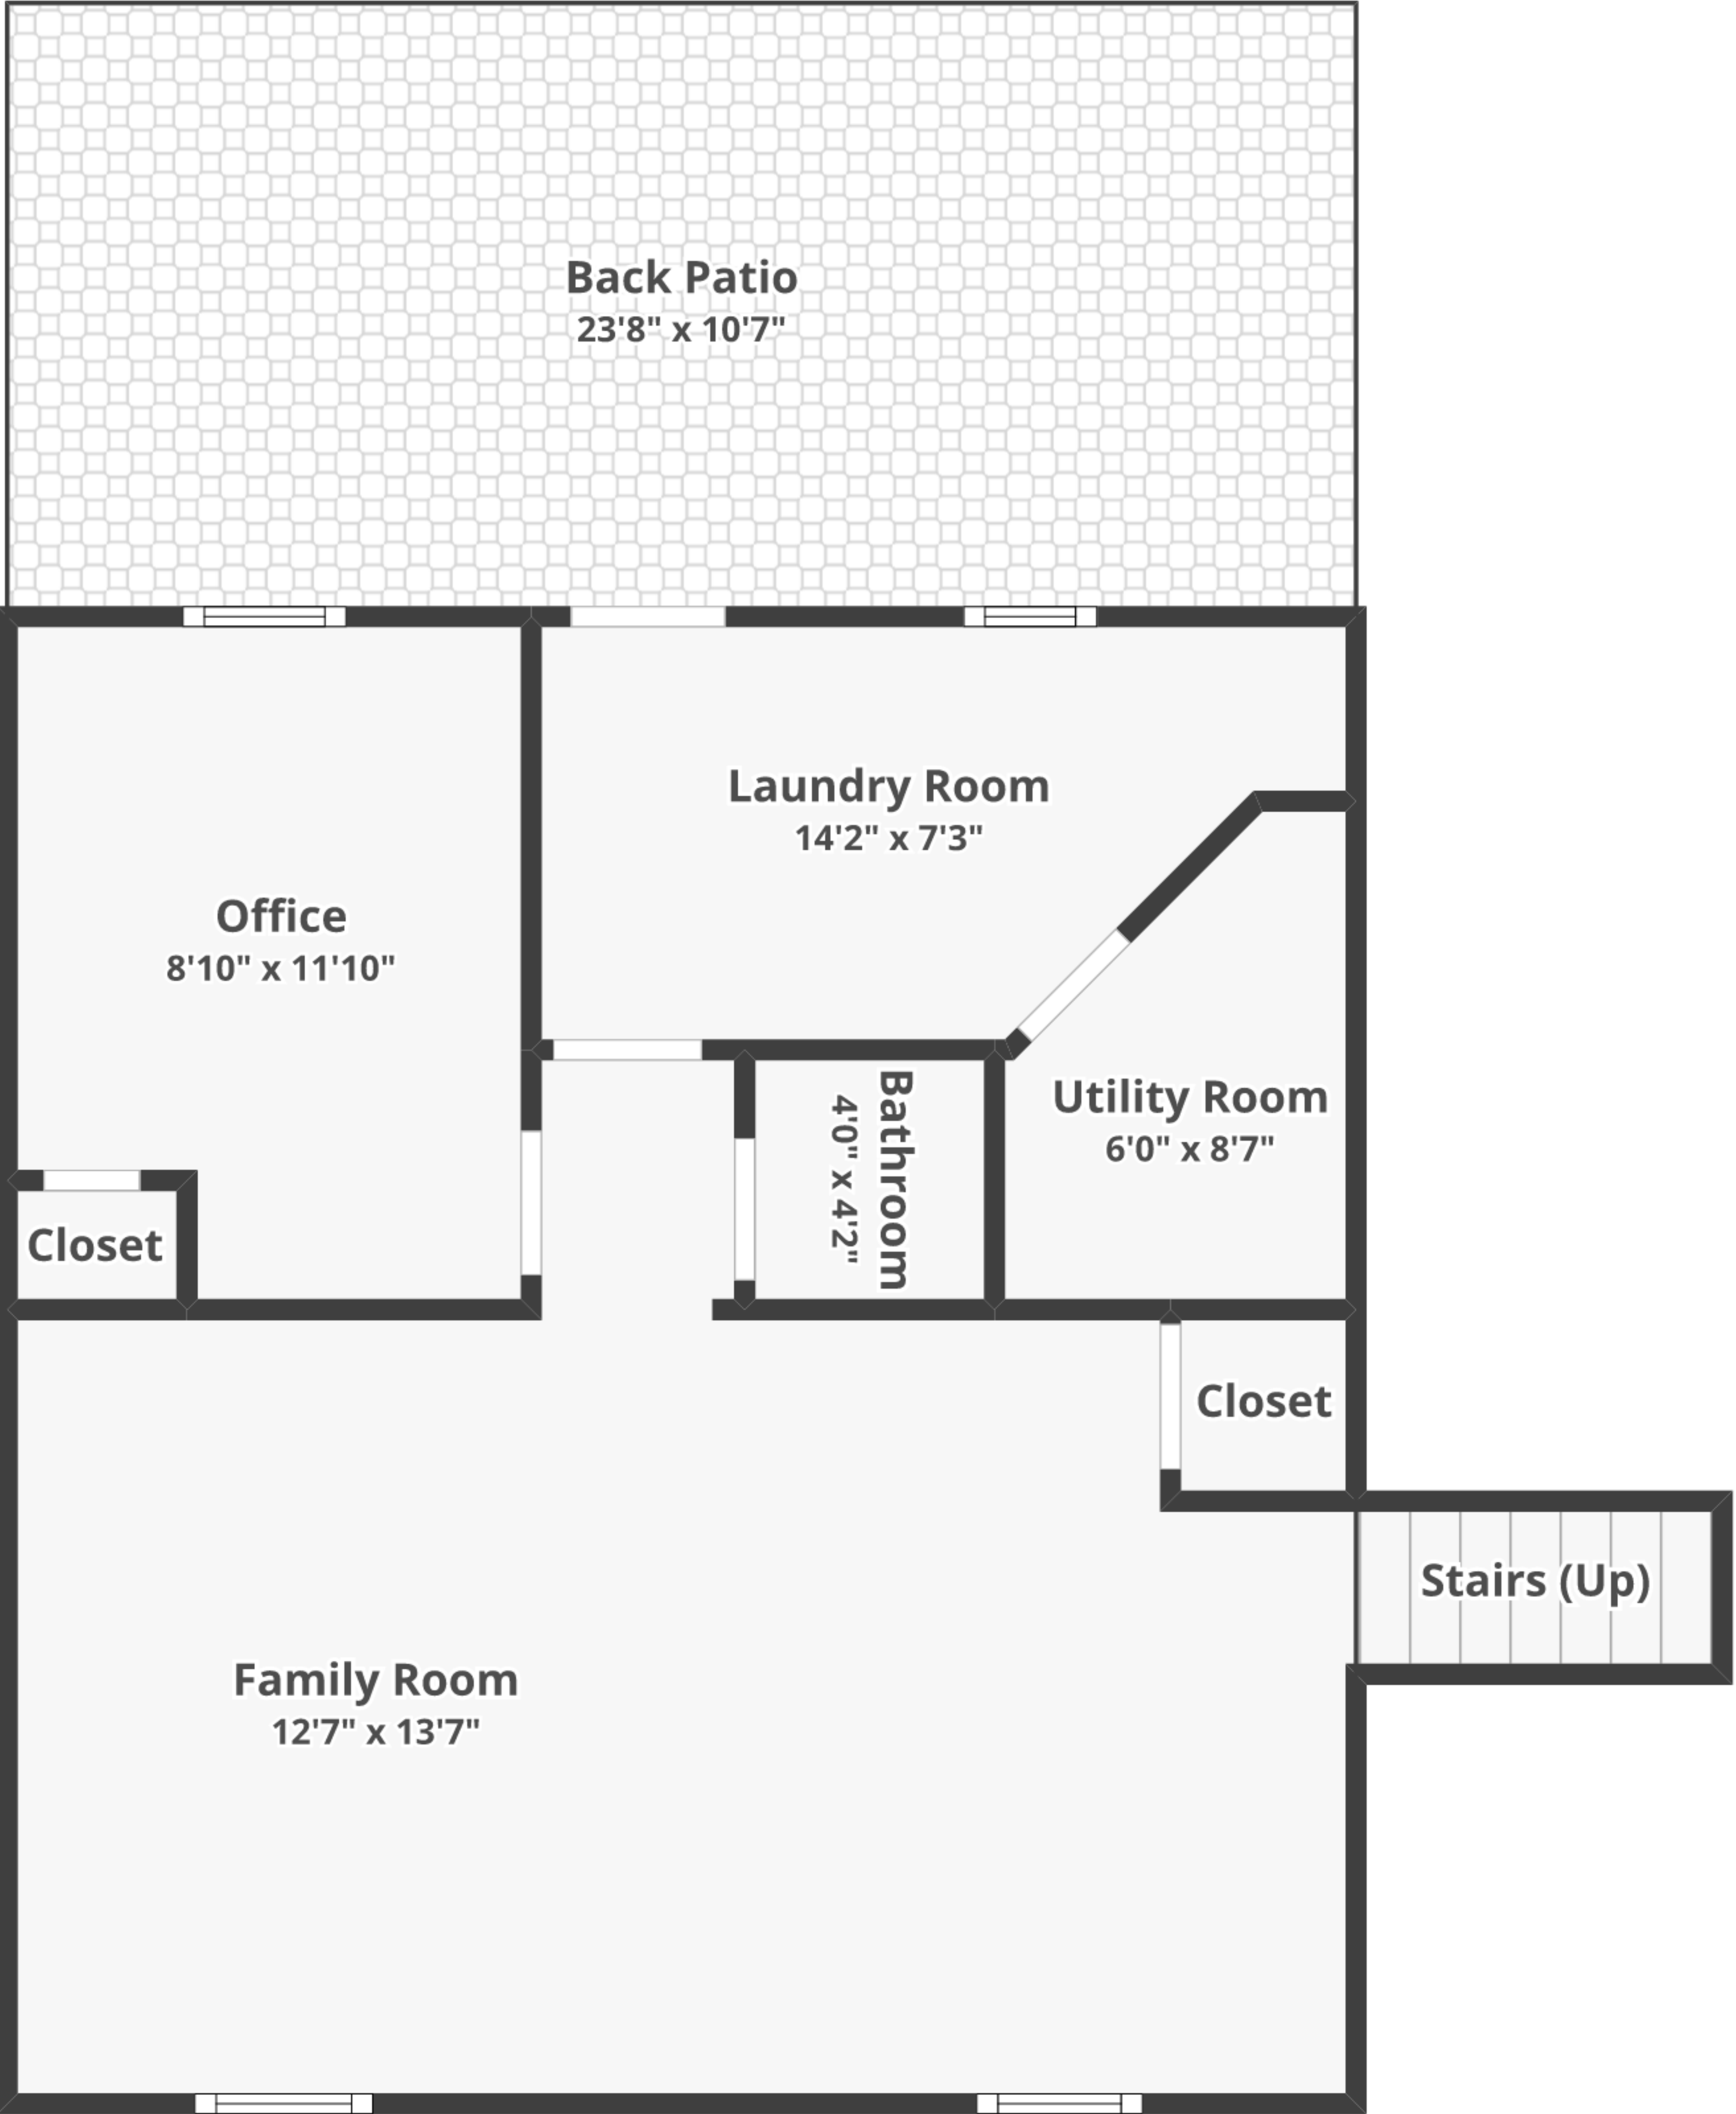 Back Patio
23'8" x 10'7"
Laundry Room
14'2" x 7'3"
Office
8'10" x 11'10"
Bathroom
4'0" x 4'2"
Utility Room
6'0" x 8'7"
Closet
Closet
Stairs (Up)
Family Room
12'7" x 13'7"